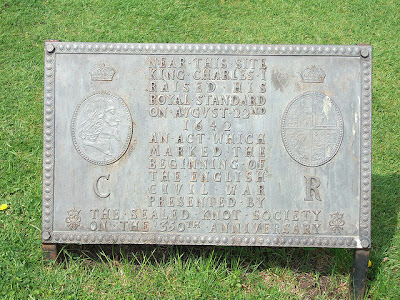 NEAR·THIS·SITE
KING·CHARLES·I
RAISED·HIS
ROYAL·STANDARD
ON·AVGVST·22ND
1642
AN·ACT·WHICH
MARKED·THE
BEGINNING·OF
THE·ENGLISH
CIVIL·WAR
PRESENTED·BY
C R
THE·SEALED·KNOT·SOCIETY
ON·THE·350TH·ANNIVERSARY